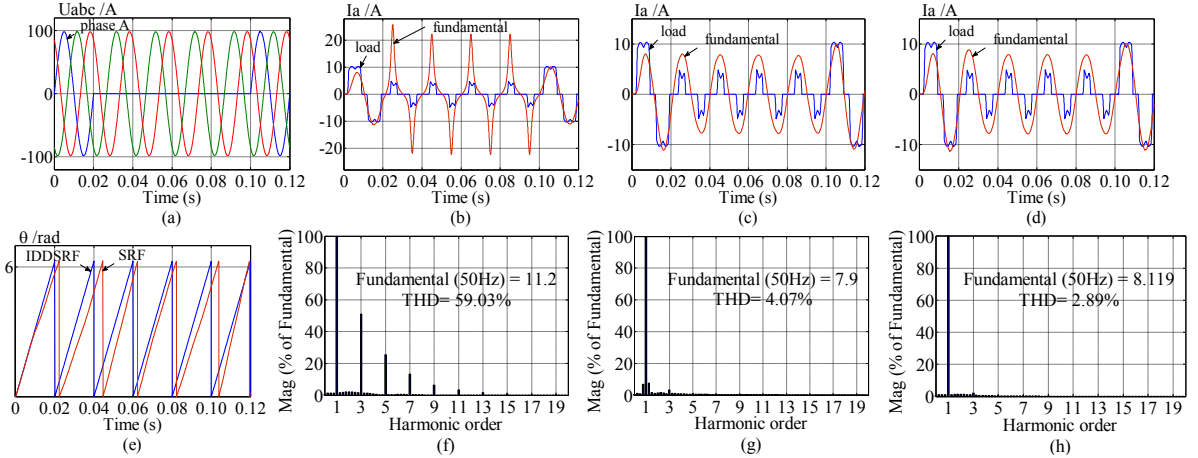 Uabc /A
phase A
100
0
-100
0 0.02 0.04 0.06 0.08 0.10 0.12
Time (s)
(a)
Ia /A
fundamental
load
20
10
0
-10
-20
0 0.02 0.04 0.06 0.08 0.10 0.12
Time (s)
(b)
Ia /A
load
fundamental
10
0
-10
0 0.02 0.04 0.06 0.08 0.10 0.12
Time (s)
(c)
Ia /A
load
fundamental
10
0
-10
0 0.02 0.04 0.06 0.08 0.10 0.12
Time (s)
(d)
θ /rad
IDDSRF
SRF
6
0 0.02 0.04 0.06 0.08 0.10 0.12
Time (s)
(e)
Mag (% of Fundamental)
100
80
60
40
20
0
Fundamental (50Hz) = 11.2
THD= 59.03%
1 3 5 7 9 11 13 15 17 19
Harmonic order
(f)
Mag (% of Fundamental)
100
80
60
40
20
0
Fundamental (50Hz) = 7.9
THD= 4.07%
1 3 5 7 9 11 13 15 17 19
Harmonic order
(g)
Mag (% of Fundamental)
100
80
60
40
20
0
Fundamental (50Hz) = 8.119
THD= 2.89%
1 3 5 7 9 11 13 15 17 19
Harmonic order
(h)